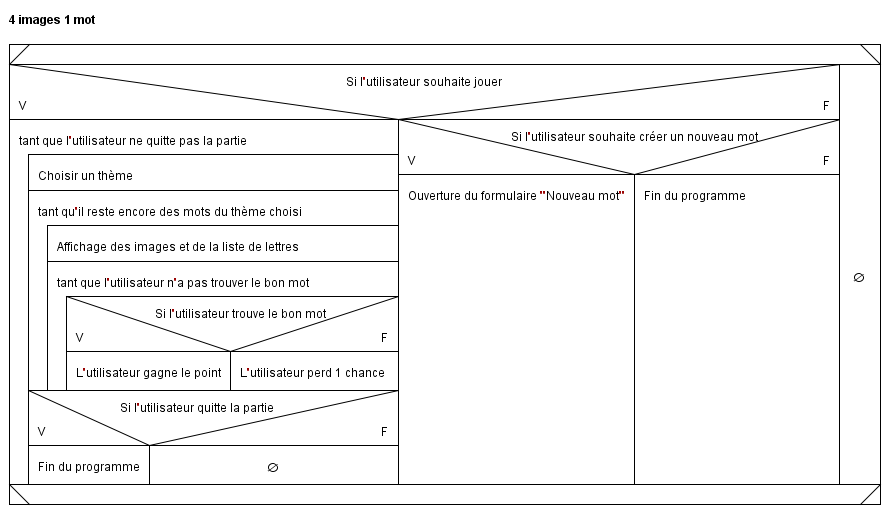 4 images 1 mot
Si l'utilisateur souhaite jouer
V
F
tant que l'utilisateur ne quitte pas la partie
Si l'utilisateur souhaite créer un nouveau mot
V
F
Choisir un thème
Ouverture du formulaire "Nouveau mot"
Fin du programme
tant qu'il reste encore des mots du thème choisi
Affichage des images et de la liste de lettres
tant que l'utilisateur n'a pas trouver le bon mot
∅
Si l'utilisateur trouve le bon mot
V
F
L'utilisateur gagne le point
L'utilisateur perd 1 chance
Si l'utilisateur quitte la partie
V
F
Fin du programme
∅